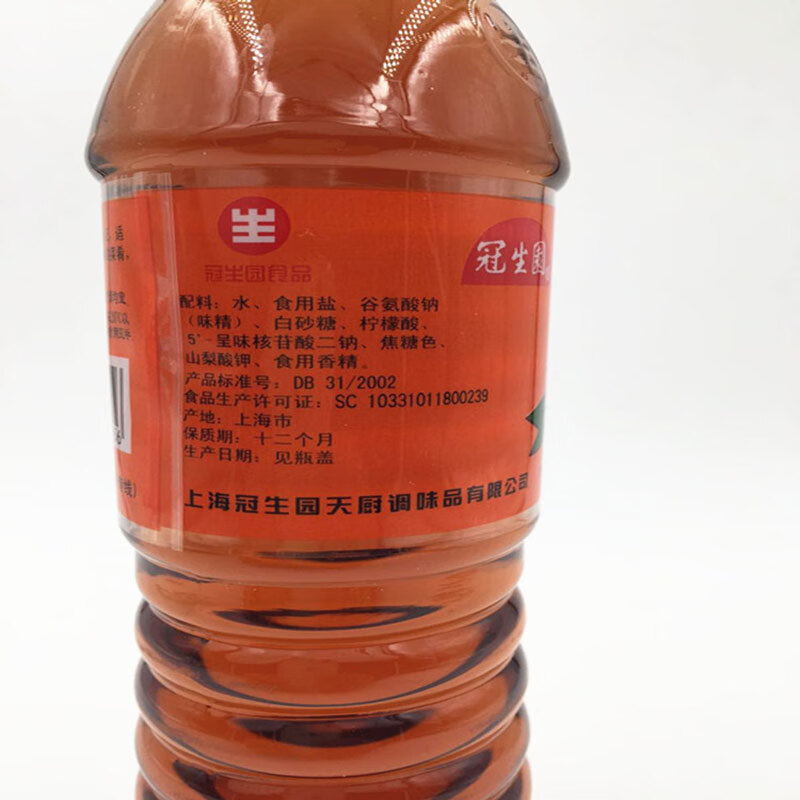 生
冠生园食品
冠生园
配料：水、食用盐、谷氨酸钠
（味精）、白砂糖、柠檬酸、
5'-呈味核苷酸二钠、焦糖色、
山梨酸钾、食用香精。
产品标准号：DB 31/2002
食品生产许可证：SC 10331011800239
产地：上海市
保质期：十二个月
生产日期：见瓶盖
上海冠生园天厨调味品有限公司